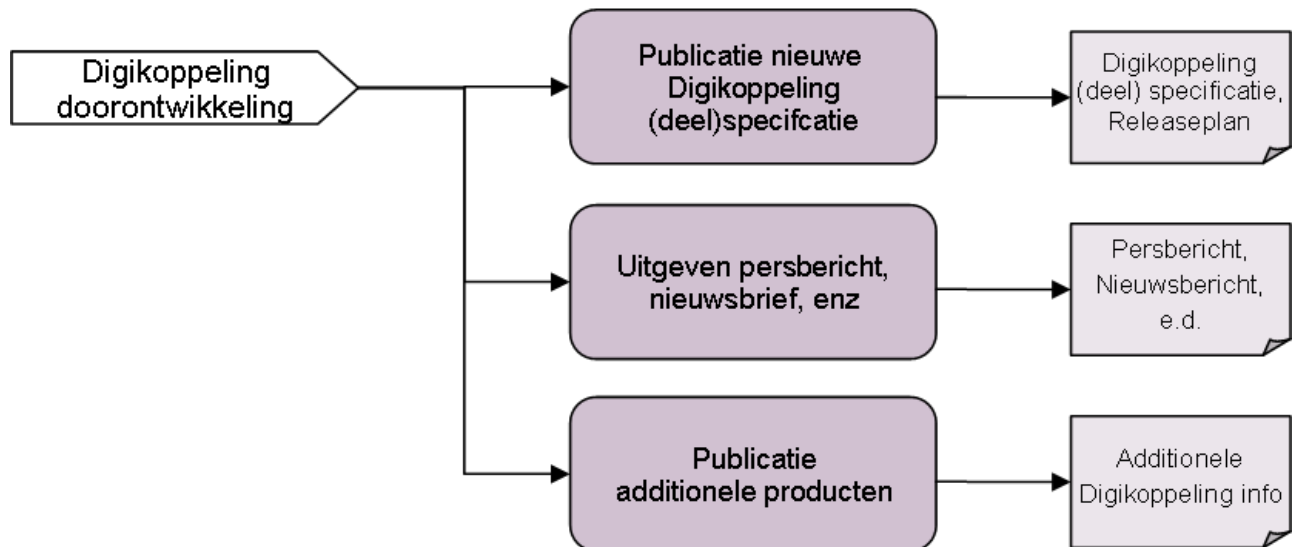 Digikoppeling
doorontwikkeling
Publicatie nieuwe
Digikoppeling
(deel)specifcatie
Digikoppeling
(deel) specificatie,
Releaseplan
Uitgeven persbericht,
nieuwsbrief, enz
Persbericht,
Nieuwsbericht,
e.d.
Publicatie
additionele producten
Additionele
Digikoppeling info